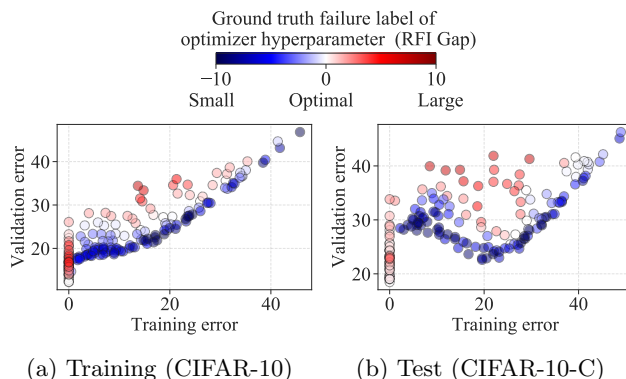 Ground truth failure label of
optimizer hyperparameter (RFI Gap)
−10 0 10
Small Optimal Large
Validation error
40
30
20
0 20 40
Training error
Validation error
40
30
20
0 20 40
Training error
(a) Training (CIFAR-10)
(b) Test (CIFAR-10-C)